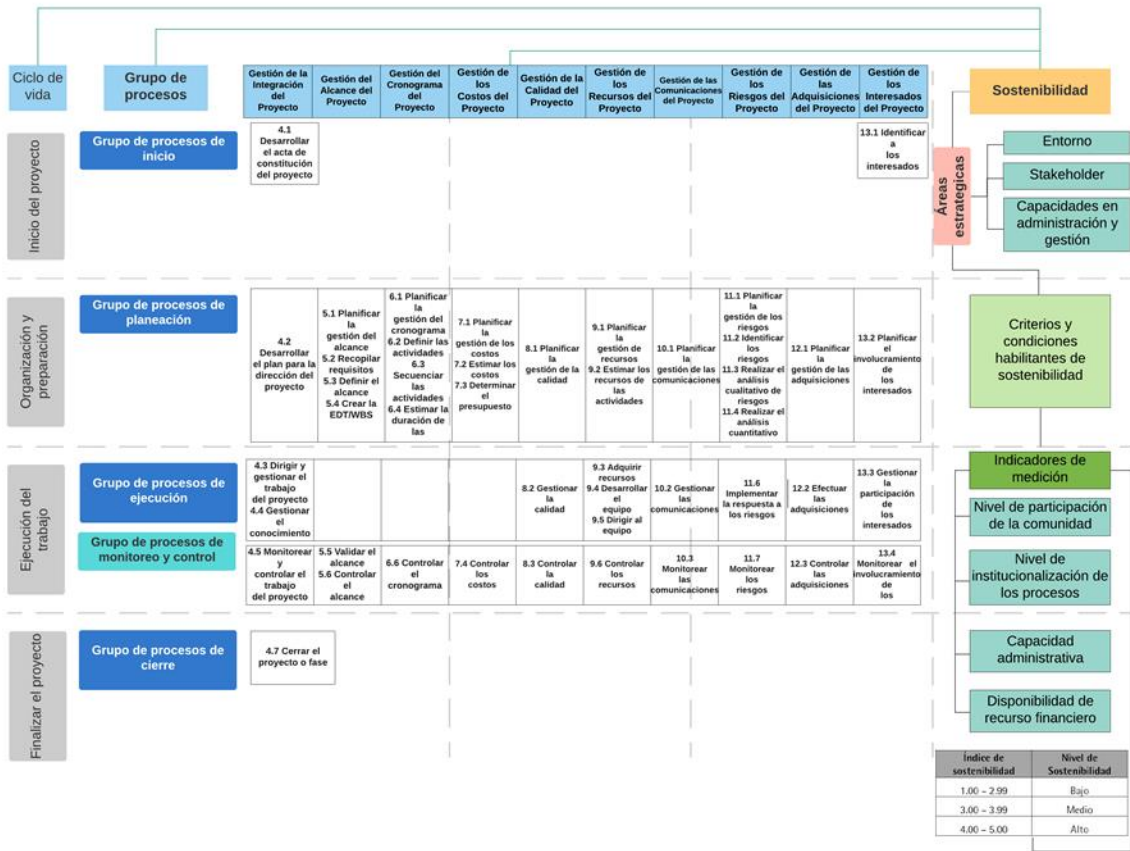 Ciclo de
vida
Grupo de
procesos
Gestión de la
Integración
del
Proyecto
Gestión del
Alcance del
Proyecto
Gestión del
Cronograma
del
Proyecto
Gestión de
los
Costos del
Proyecto
Gestión de
la Calidad del
Proyecto
Gestión de
los
Recursos del
Proyecto
Gestión de las
Comunicaciones
del Proyecto
Gestión de
los
Riesgos del
Proyecto
Gestión de
las
Adquisiciones
del Proyecto
Gestión de
los
Interesados
del Proyecto
Sostenibilidad
Inicio del proyecto
Grupo de procesos de
inicio
4.1
Desarrollar
el acta de
constitución
del proyecto
13.1 Identificar
a
los
interesados
Áreas
estrategicas
Entorno
Stakeholder
Capacidades en
administración y
gestión
Organización y
preparación
Grupo de procesos de
planeación
4.2
Desarrollar
el plan para la
dirección del
proyecto
5.1 Planificar
la
gestión del
alcance
5.2 Recopilar
requisitos
5.3 Definir el
alcance
5.4 Crear la
EDT/WBS
6.1 Planificar
la
gestión del
cronograma
6.2 Definir las
actividades
6.3
Secuenciar
las
actividades
6.4 Estimar la
duración de
las
7.1 Planificar
la
gestión de los
costos
7.2 Estimar los
costos
7.3 Determinar
el
presupuesto
8.1 Planificar
la
gestión de la
calidad
9.1 Planificar
la
gestión de
recursos
9.2 Estimar los
recursos de
las
actividades
10.1 Planificar
la
gestión de las
comunicaciones
11.1 Planificar
la
gestión de los
riesgos
11.2 Identificar
los
riesgos
11.3 Realizar el
análisis
cualitativo de
riesgos
11.4 Realizar el
análisis
cuantitativo
12.1 Planificar
la
gestión de las
adquisiciones
13.2 Planificar
el
involucramiento
de
los
interesados
Criterios y
condiciones
habilitantes de
sostenibilidad
Ejecución del
trabajo
Grupo de procesos de
ejecución
4.3 Dirigir y
gestionar el
trabajo
del proyecto
4.4 Gestionar
el
conocimiento
8.2 Gestionar
la
calidad
9.3 Adquirir
recursos
9.4 Desarrollar
el
equipo
9.5 Dirigir al
equipo
10.2 Gestionar
las
comunicaciones
11.6
Implementar
la respuesta
a los riesgos
12.2 Efectuar
las
adquisiciones
13.3 Gestionar
la
participación
de
los
interesados
Grupo de procesos de
monitoreo y control
4.5 Monitorear
y
controlar el
trabajo
del proyecto
5.5 Validar el
alcance
5.6 Controlar
el
alcance
6.6 Controlar
el
cronograma
7.4 Controlar
los
costos
8.3 Controlar
la
calidad
9.6 Controlar
los
recursos
10.3
Monitorear
las
comunicaciones
11.7
Monitorear
los
riesgos
12.3 Controlar
las
adquisiciones
13.4
Monitorear el
involucramiento
de
los
Indicadores de
medición
Nivel de participación
de la comunidad
Nivel de
institucionalización de
los procesos
Capacidad
administrativa
Disponibilidad de
recurso financiero
Finalizar el proyecto
Grupo de procesos de
cierre
4.7 Cerrar el
proyecto o fase
Índice de
sostenibilidad
Nivel de
Sostenibilidad
1.00 – 2.99
Bajo
3.00 – 3.99
Medio
4.00 – 5.00
Alto